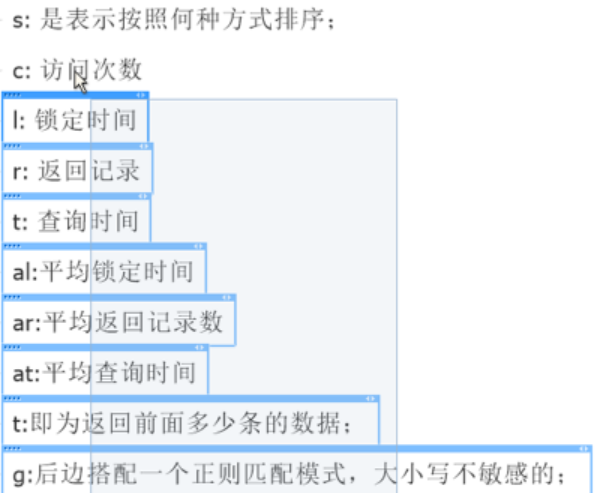 s: 是表示按照何种方式排序；
c: 访问次数
l: 锁定时间
r: 返回记录
t: 查询时间
al:平均锁定时间
ar:平均返回记录数
at:平均查询时间
t:即为返回前面多少条的数据；
g:后边搭配一个正则匹配模式，大小写不敏感的；